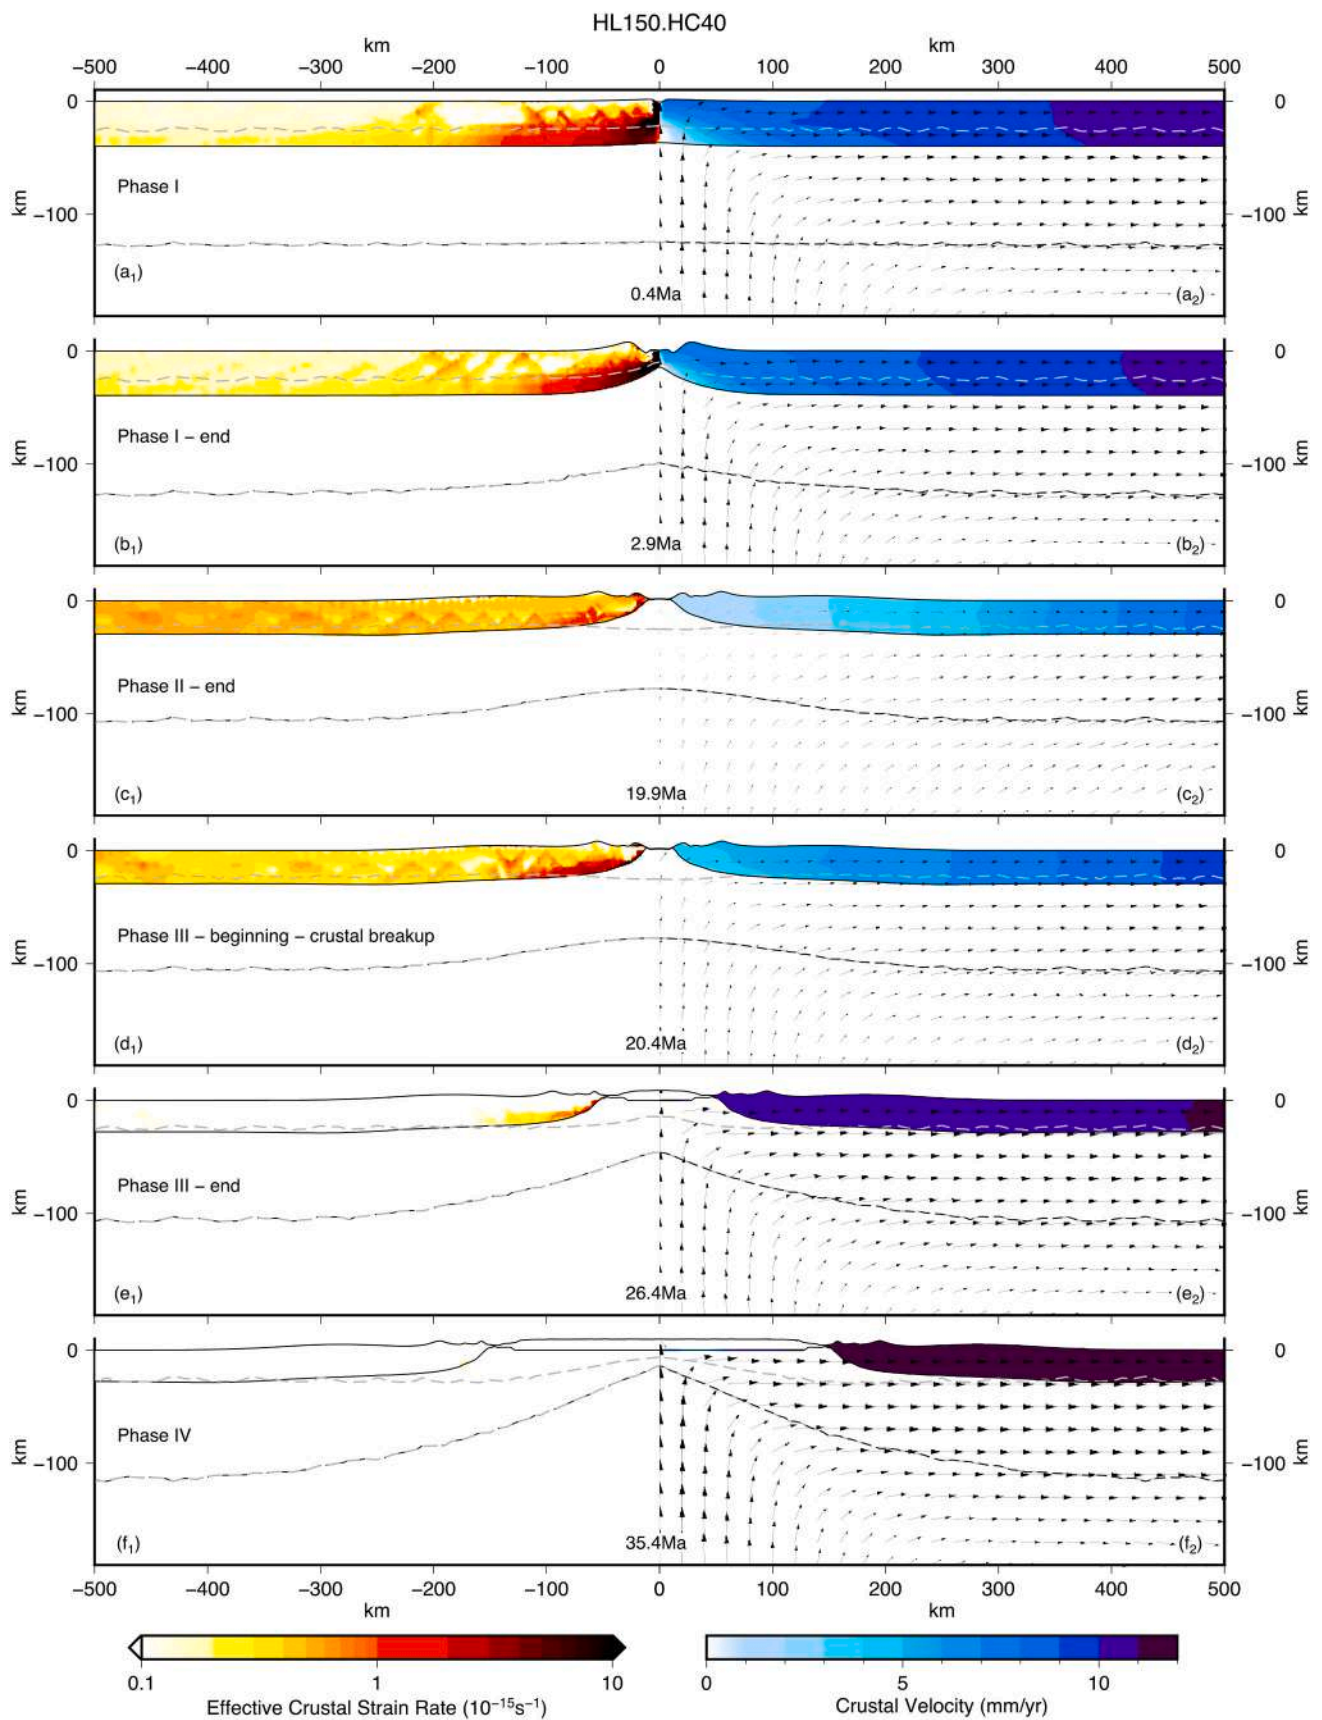 HL150.HC40
km km
−500 −400 −300 −200 −100 0 100 200 300 400 500
0 0
km Phase I km
−100 −100
(a1) 0.4Ma (a2)
0 0
km Phase I − end km
−100 −100
(b1) 2.9Ma (b2)
0 0
km Phase II − end km
−100 −100
(c1) 19.9Ma (c2)
0 0
km Phase III − beginning − crustal breakup km
−100 −100
(d1) 20.4Ma (d2)
0 0
km Phase III − end km
−100 −100
(e1) 26.4Ma (e2)
0 0
km Phase IV km
−100 −100
(f1) 35.4Ma (f2)
−500 −400 −300 −200 −100 0 100 200 300 400 500
km km
0.1 1 10 0 5 10
Effective Crustal Strain Rate (10⁻¹⁵s⁻¹) Crustal Velocity (mm/yr)